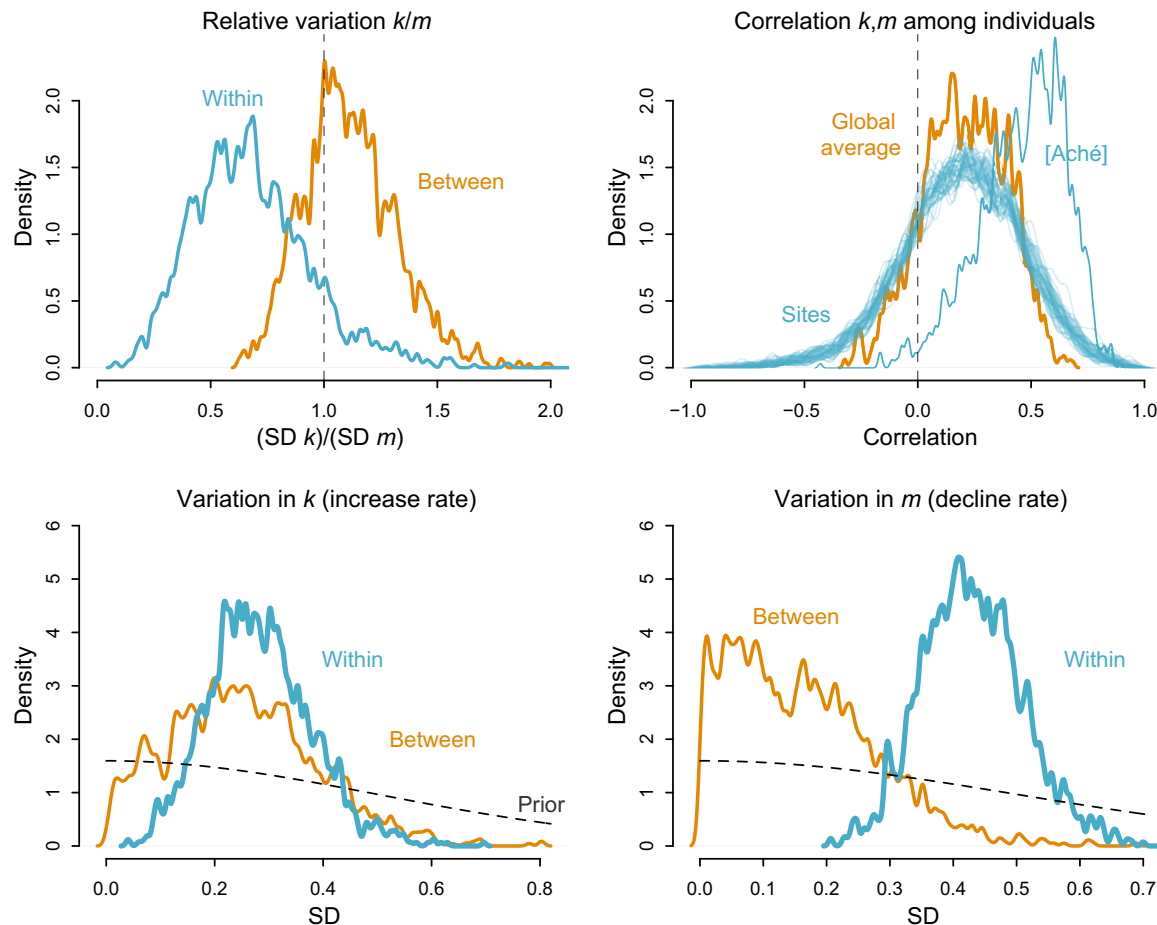 Relative variation k/m
Within
Between
Density
0.0 0.5 1.0 1.5 2.0
0.0 0.5 1.0 1.5 2.0
(SD k)/(SD m)
Correlation k,m among individuals
Global
average
[Aché]
Sites
Density
0.0 0.5 1.0 1.5 2.0
−1.0 −0.5 0.0 0.5 1.0
Correlation
Variation in k (increase rate)
Within
Between
Prior
Density
0 1 2 3 4 5 6
0.0 0.2 0.4 0.6 0.8
SD
Variation in m (decline rate)
Between
Within
Density
0 1 2 3 4 5 6
0.0 0.1 0.2 0.3 0.4 0.5 0.6 0.7
SD